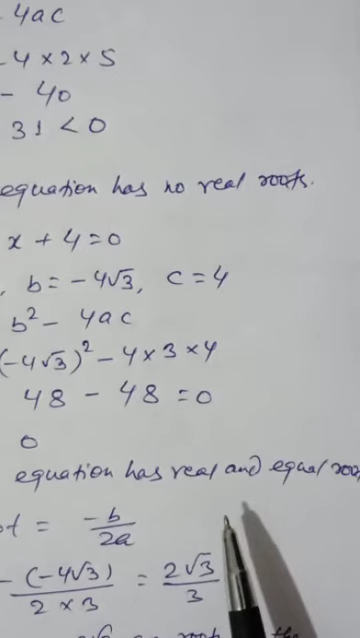 4ac
- 4 × 2 × 5
- 40
31 < 0
equation has no real roots.
x + 4 = 0
, b = -4√3, c = 4
b² - 4ac
(-4√3)² - 4 × 3 × 4
48 - 48 = 0
0
equation has real and equal
= -b/2a
- (-4√3)/2 × 3 = 2√3/3